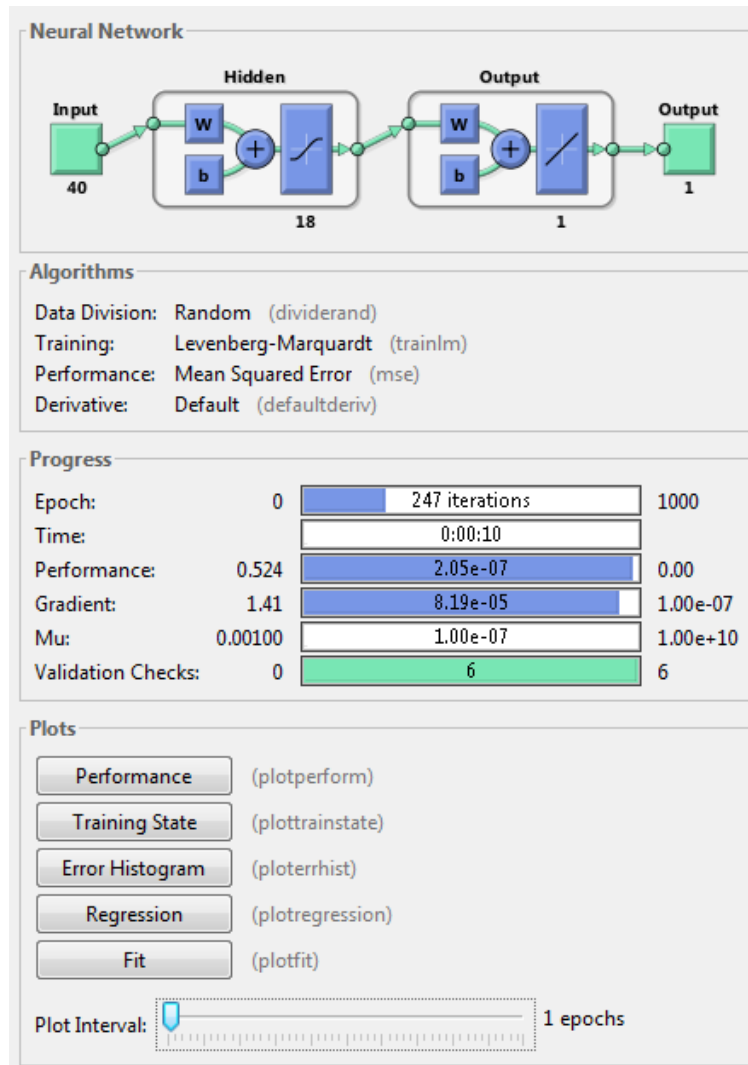 Neural Network
Hidden Output
Input W b + W b + Output
40 18 1 1
Algorithms
Data Division: Random (dividerand)
Training: Levenberg-Marquardt (trainlm)
Performance: Mean Squared Error (mse)
Derivative: Default (defaultderiv)
Progress
Epoch: 0 247 iterations 1000
Time: 0:00:10
Performance: 0.524 2.05e-07 0.00
Gradient: 1.41 8.19e-05 1.00e-07
Mu: 0.00100 1.00e-07 1.00e+10
Validation Checks: 0 6 6
Plots
Performance (plotperform)
Training State (plottrainstate)
Error Histogram (ploterrhist)
Regression (plotregression)
Fit (plotfit)
Plot Interval: 1 epochs